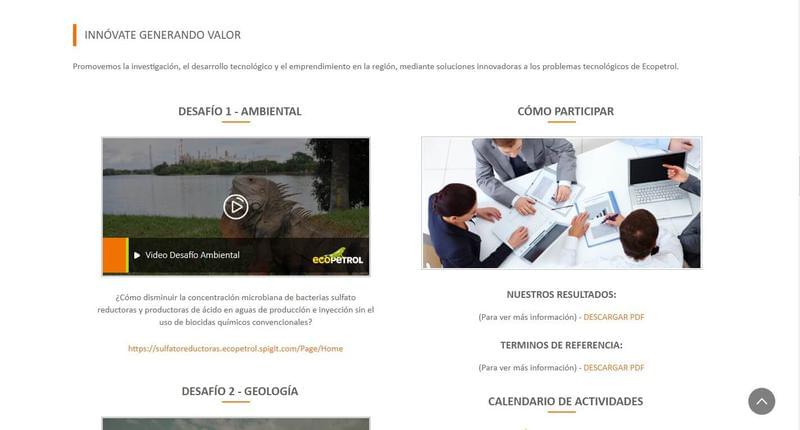 INNÓVATE GENERANDO VALOR
Promovemos la investigación, el desarrollo tecnológico y el emprendimiento en la región, mediante soluciones innovadoras a los problemas tecnológicos de Ecopetrol.
DESAFÍO 1 - AMBIENTAL
Video Desafío Ambiental
ecopetrol
¿Cómo disminuir la concentración microbiana de bacterias sulfato
reductoras y productoras de ácido en aguas de producción e inyección sin el
uso de biocidas químicos convencionales?
https://sulfatoreductoras.ecopetrol.spigit.com/Page/Home
DESAFÍO 2 - GEOLOGÍA
CÓMO PARTICIPAR
NUESTROS RESULTADOS:
(Para ver más información) - DESCARGAR PDF
TERMINOS DE REFERENCIA:
(Para ver más información) - DESCARGAR PDF
CALENDARIO DE ACTIVIDADES